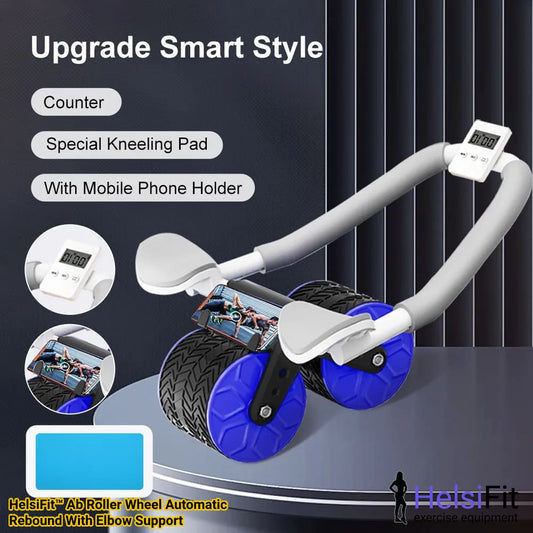 Upgrade Smart Style
Counter
Special Kneeling Pad
With Mobile Phone Holder
HelsiFit™ Ab Roller Wheel Automatic
Rebound With Elbow Support
HelsiFit
exercise equipment